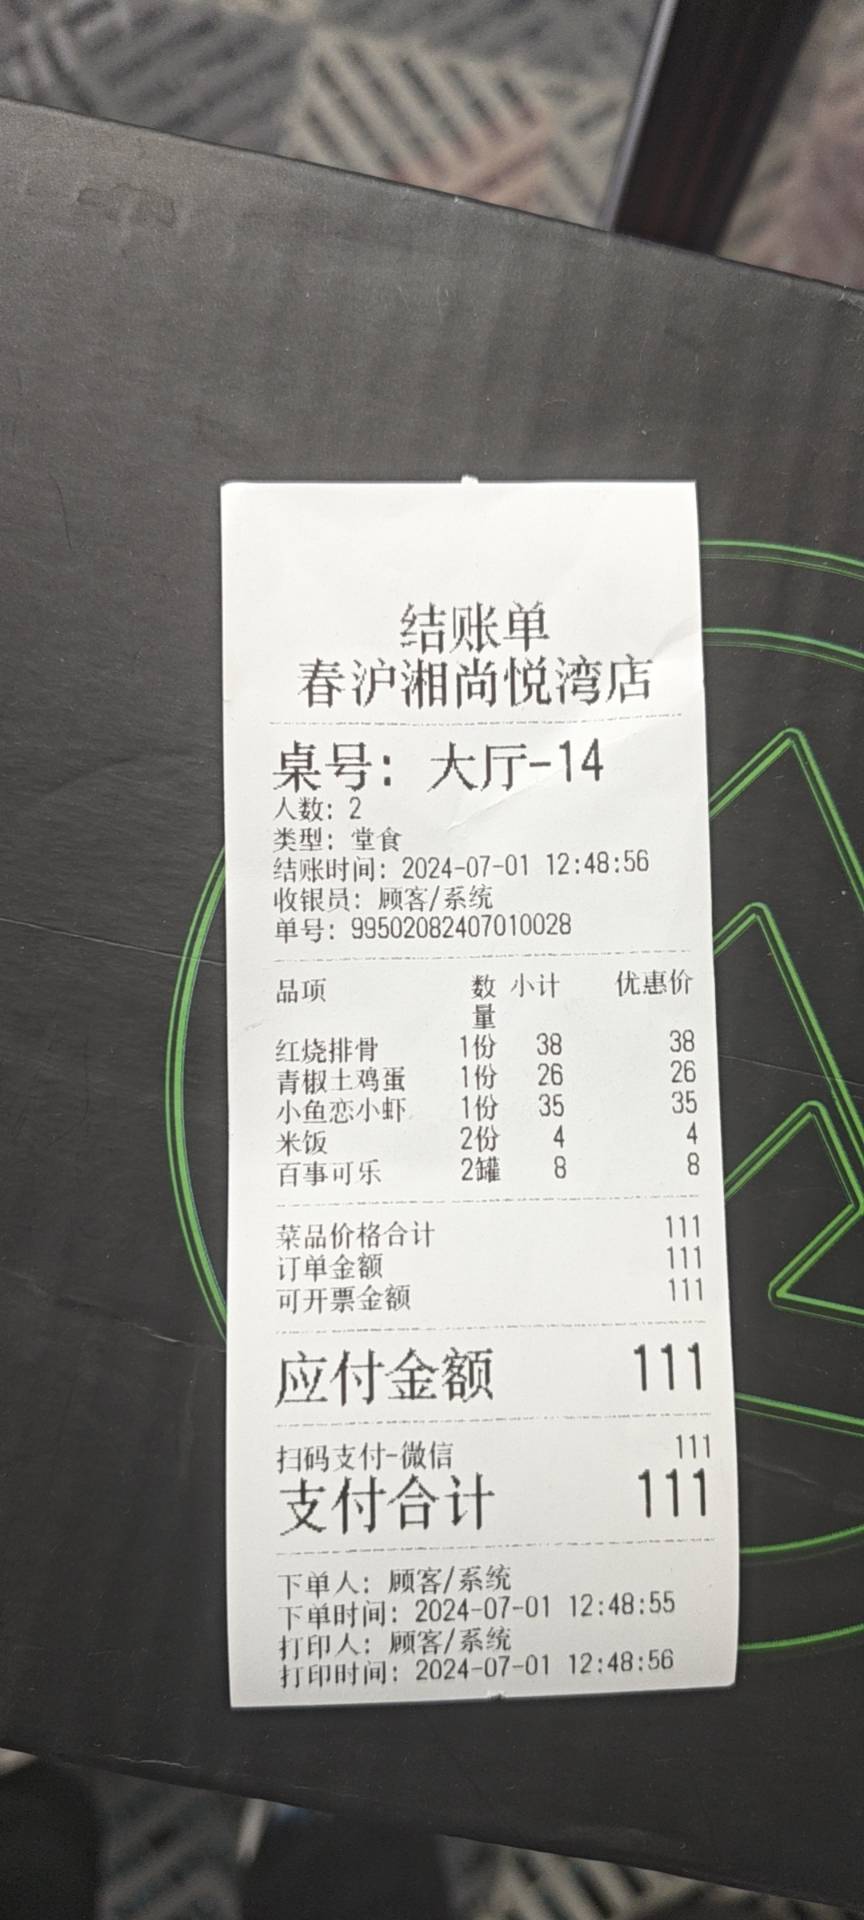 结账单
春沪湘尚悦湾店
桌号: 大厅-14
人数: 2
类型: 堂食
结账时间: 2024-07-01 12:48:56
收银员: 顾客/系统
单号: 99502082407010028
品项 数量 小计 优惠价
红烧排骨 1份 38 38
青椒土鸡蛋 1份 26 26
小鱼恋小虾 1份 35 35
米饭 2份 4 4
百事可乐 2罐 8 8
菜品价格合计 111
订单金额 111
可开票金额 111
应付金额 111
扫码支付-微信 111
支付合计 111
下单人: 顾客/系统
下单时间: 2024-07-01 12:48:55
打印人: 顾客/系统
打印时间: 2024-07-01 12:48:56